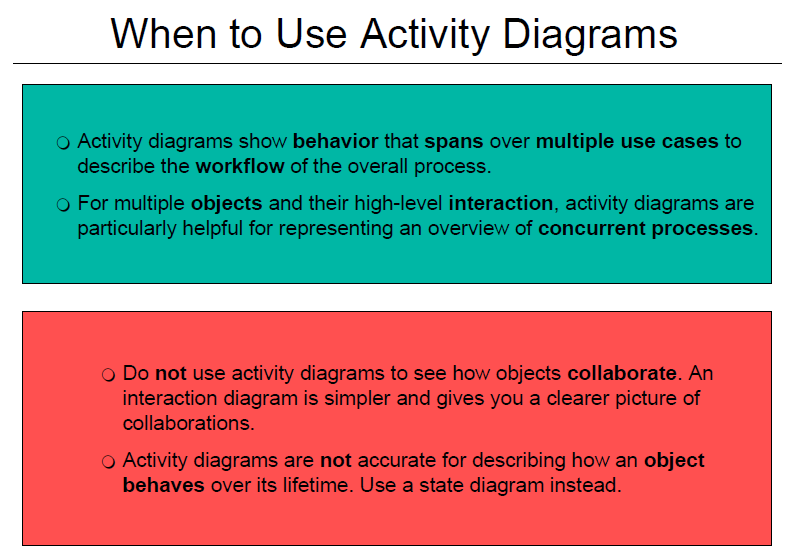 When to Use Activity Diagrams
Activity diagrams show behavior that spans over multiple use cases to
describe the workflow of the overall process.
For multiple objects and their high-level interaction, activity diagrams are
particularly helpful for representing an overview of concurrent processes.
Do not use activity diagrams to see how objects collaborate. An
interaction diagram is simpler and gives you a clearer picture of
collaborations.
Activity diagrams are not accurate for describing how an object
behaves over its lifetime. Use a state diagram instead.